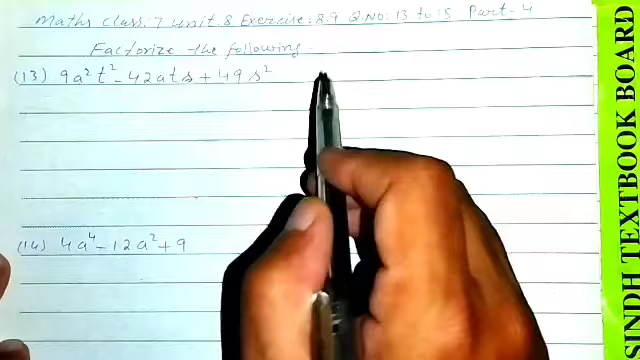 Maths class: 7 unit. 8 Exercise: 8.9 Q.NO: 13 to 15 Part-4
Factorize the following.
(13) 9a²t² - 42ats + 49s²
(14) 4a⁴ - 12a² + 9
SINDH TEXTBOOK BOARD